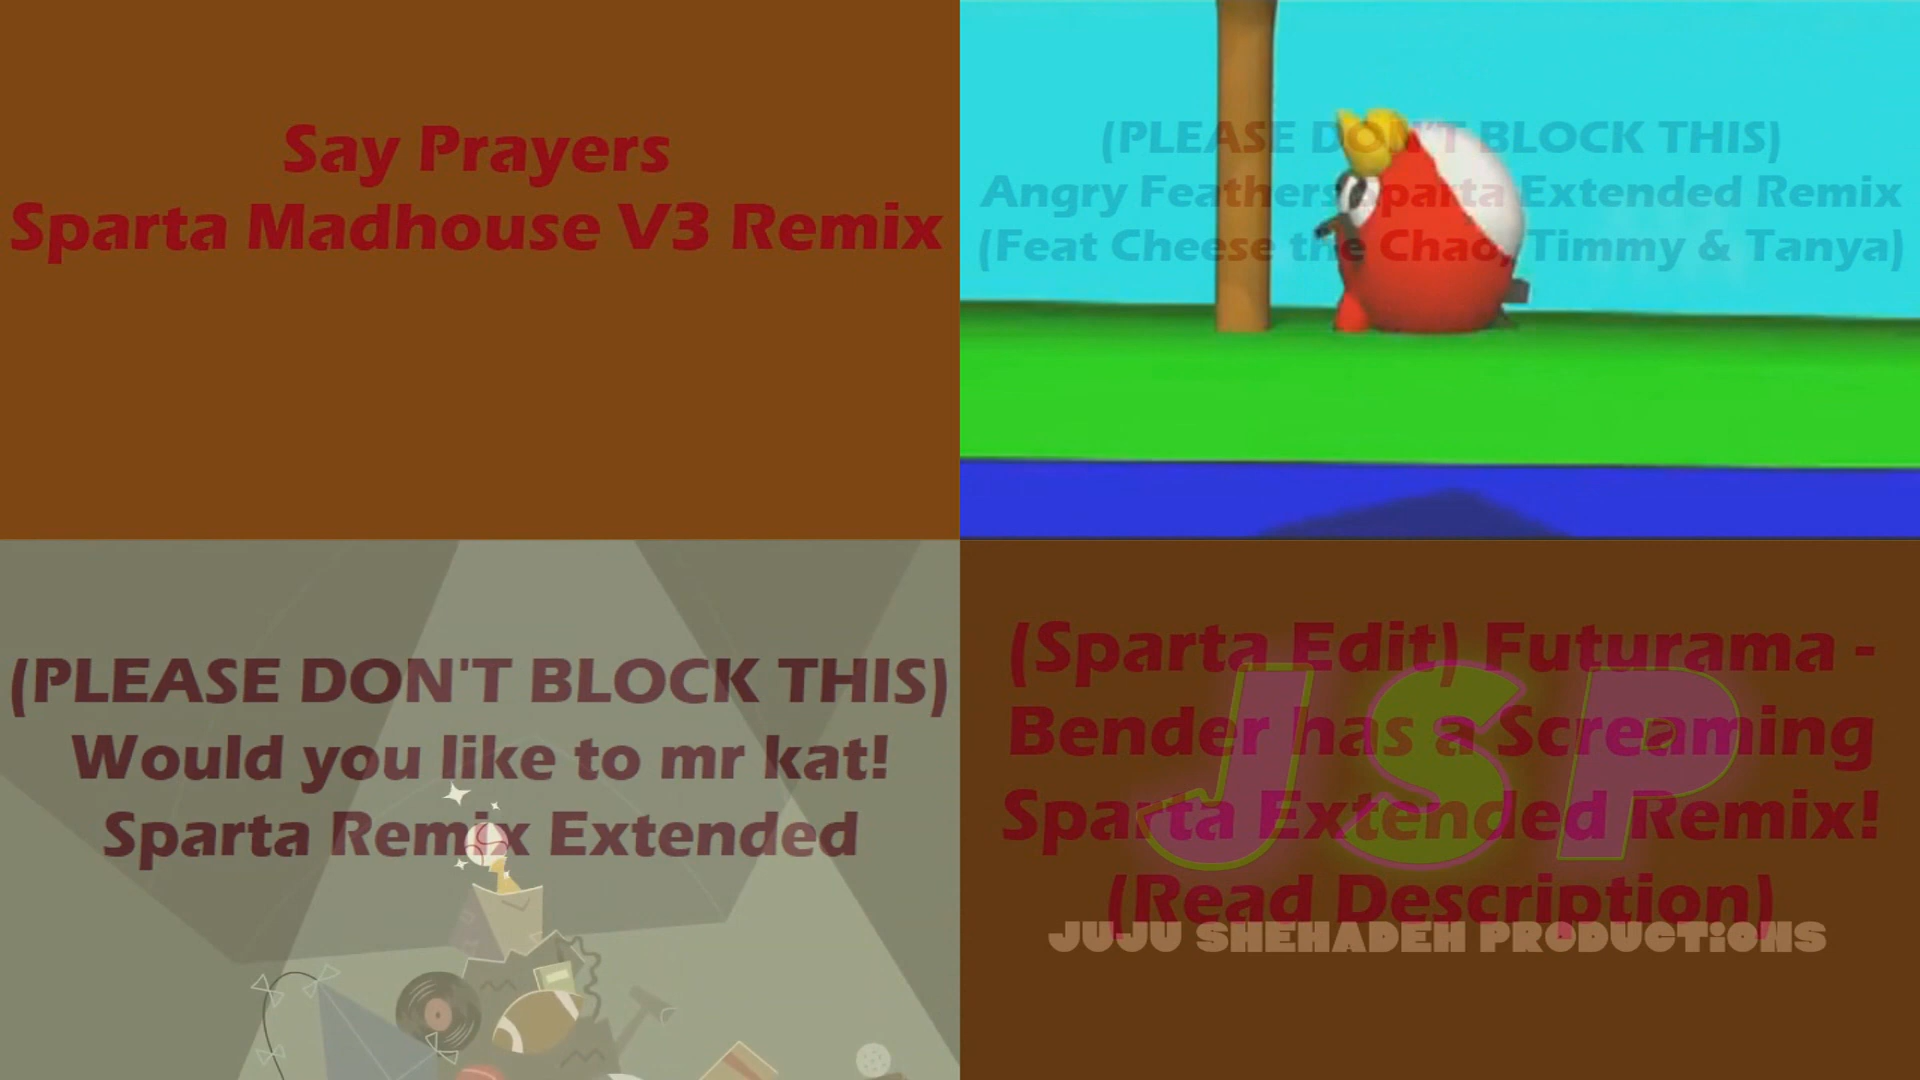 Say Prayers
Sparta Madhouse V3 Remix
(PLEASE DON'T BLOCK THIS)
Angry Feathers Sparta Extended Remix
(Feat Cheese the Chao, Timmy & Tanya)
(PLEASE DON'T BLOCK THIS)
Would you like to mr kat!
Sparta Remix Extended
(Sparta Edit) Futurama -
Bender has a Screaming
Sparta Extended Remix!
(Read Description)
JSP
JUJU SHEHADEH PRODUCTiONS